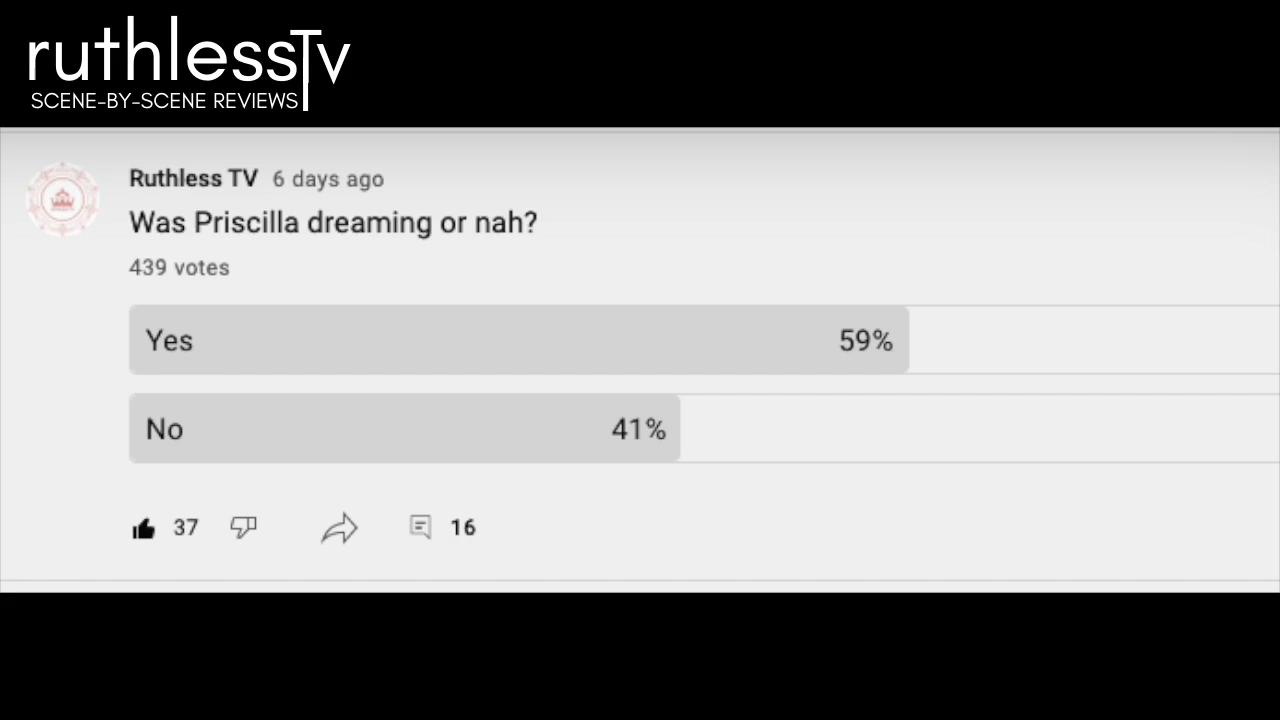 ruthlessTv
SCENE-BY-SCENE REVIEWS
Ruthless TV 6 days ago
Was Priscilla dreaming or nah?
439 votes
Yes 59%
No 41%
37 16